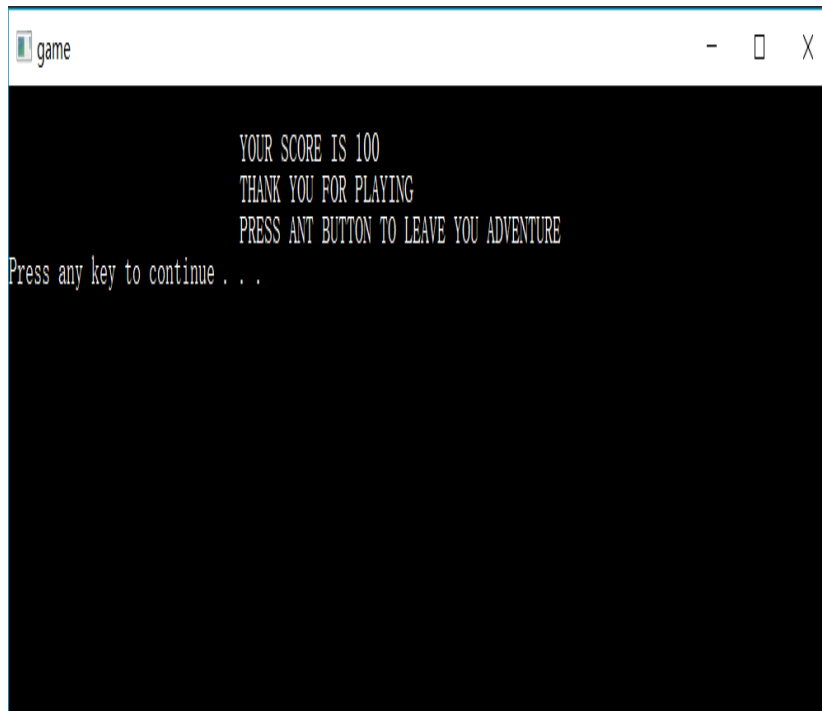 game
YOUR SCORE IS 100
THANK YOU FOR PLAYING
PRESS ANT BUTTON TO LEAVE YOU ADVENTURE
Press any key to continue . . .